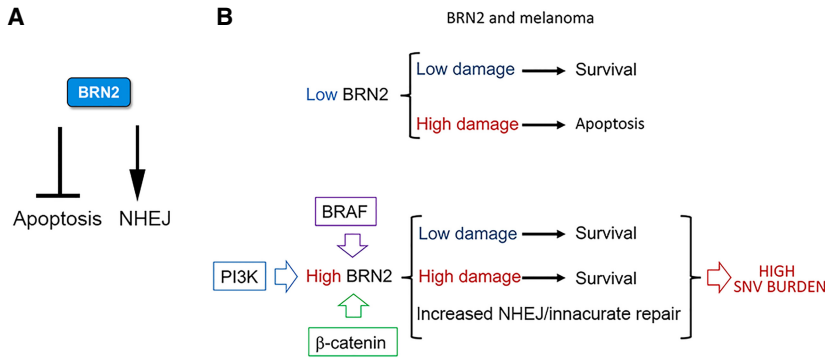 A
BRN2
Apoptosis NHEJ
B
BRN2 and melanoma
Low BRN2
Low damage
Survival
High damage
Apoptosis
BRAF
PI3K
High BRN2
β-catenin
Low damage
Survival
High damage
Survival
Increased NHEJ/innacurate repair
HIGH
SNV BURDEN